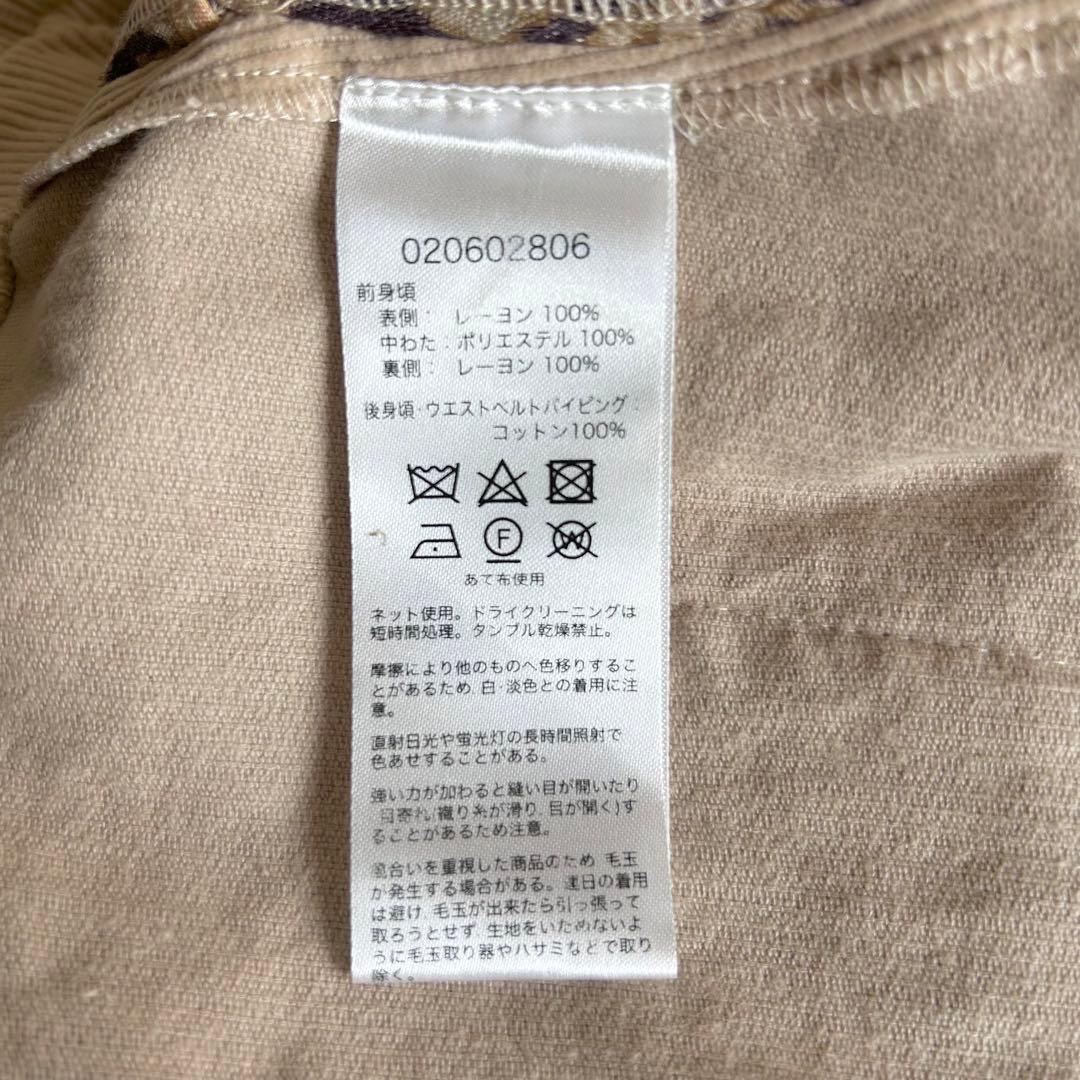 020602806
前身頃
表側： レーヨン 100%
中わた：ポリエステル 100%
裏側： レーヨン 100%
後身頃・ウエストベルトパイピング：
コットン100%
F
W
あて布使用
ネット使用。ドライクリーニングは
短時間処理。タンブル乾燥禁止。
摩擦により他のものへ色移りするこ
とがあるため 白・淡色との着用に注
意。
直射日光や蛍光灯の長時間照射で
色あせすることがある。
強い力が加わると縫い目が開いたり
目寄れ(織り糸が滑り 目が開く)す
ることがあるため注意。
風合いを重視した商品のため 毛玉
が発生する場合がある。連日の着用
は避け 毛玉が出来たら引っ張って
取ろうとせず 生地をいためないよ
うに毛玉取り器やハサミなどで取り
除く。